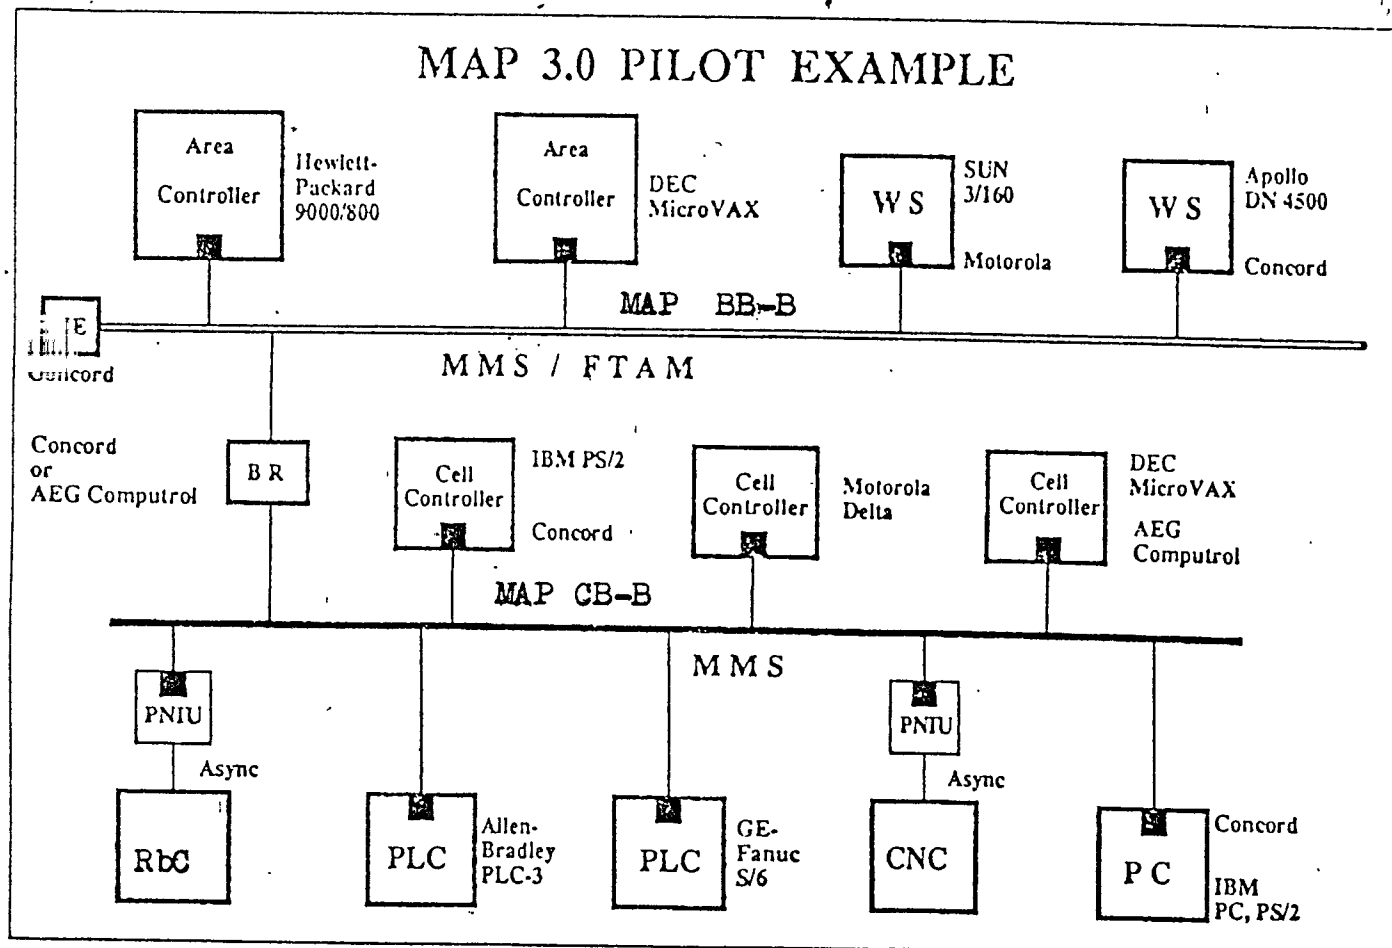 MAP 3.0 PILOT EXAMPLE
Area
Controller
Hewlett-
Packard
9000/800
Area
Controller
DEC
MicroVAX
WS
SUN
3/160
Motorola
WS
Apollo
DN 4500
Concord
MAP BB-B
MMS / FTAM
Concord
or
AEG Computrol
BR
Cell
Controller
IBM PS/2
Concord
Cell
Controller
Motorola
Delta
Cell
Controller
DEC
MicroVAX
AEG
Computrol
MAP CB-B
MMS
PNIU
Async
RbC
PLC
Allen-
Bradley
PLC-3
PLC
GE-
Fanuc
S/6
PNIU
Async
CNC
PC
Concord
IBM
PC, PS/2